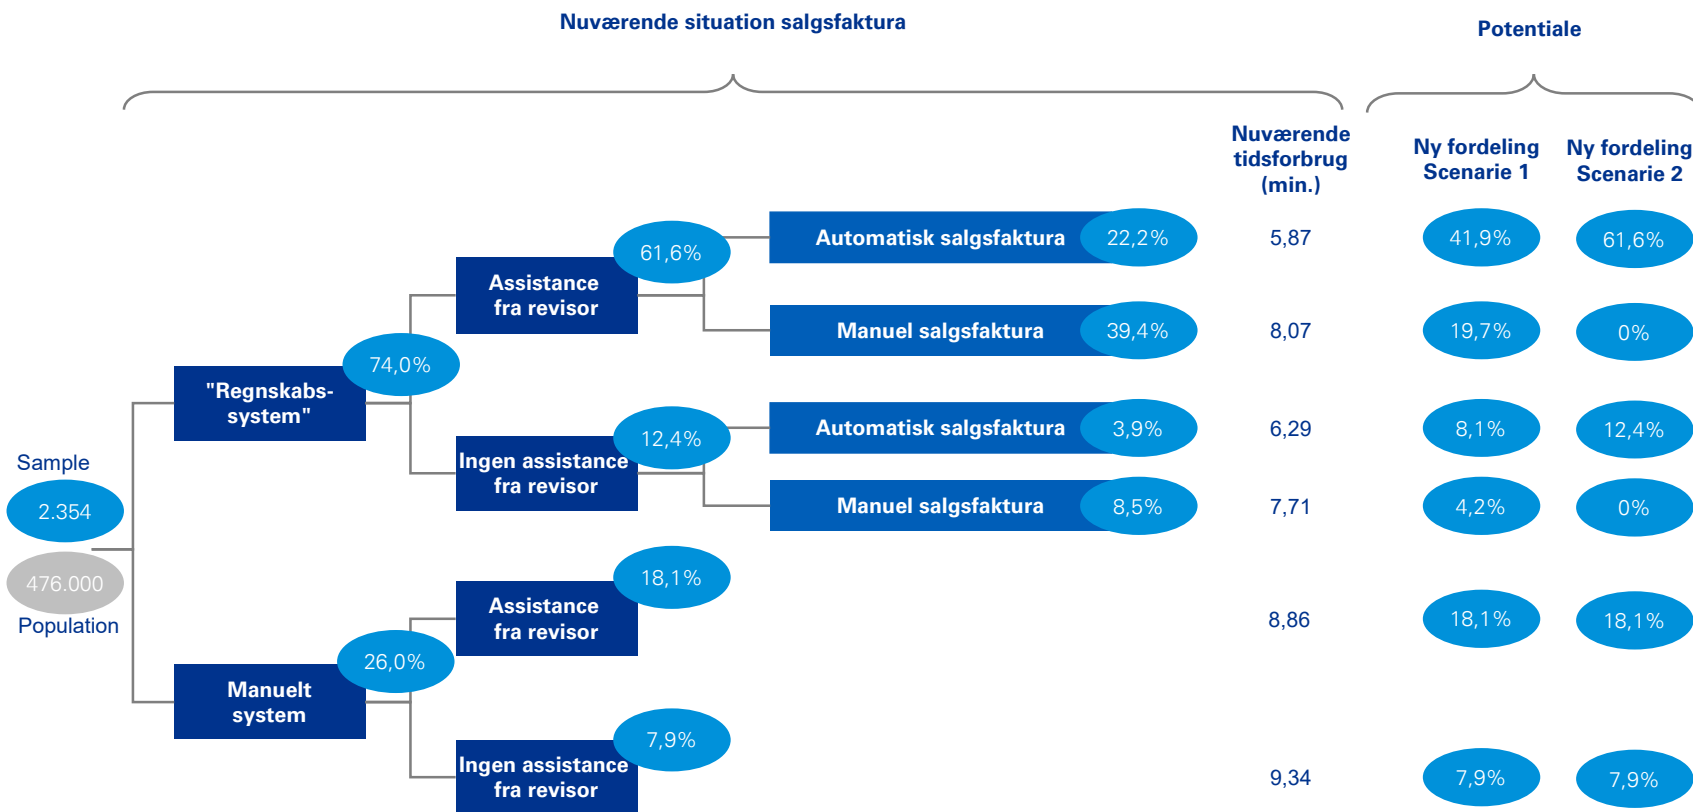 Nuværende situation salgsfaktura
Potentiale
Nuværende
tidsforbrug
(min.)
Ny fordeling
Scenarie 1
Ny fordeling
Scenarie 2
Automatisk salgsfaktura
22,2%
5,87
41,9%
61,6%
61,6%
Assistance
fra revisor
Manuel salgsfaktura
39,4%
8,07
19,7%
0%
74,0%
"Regnskabs-
system"
Automatisk salgsfaktura
3,9%
6,29
8,1%
12,4%
12,4%
Ingen assistance
fra revisor
Manuel salgsfaktura
8,5%
7,71
4,2%
0%
Sample
2.354
476.000
Population
18,1%
Assistance
fra revisor
8,86
18,1%
18,1%
26,0%
Manuelt
system
7,9%
Ingen assistance
fra revisor
9,34
7,9%
7,9%